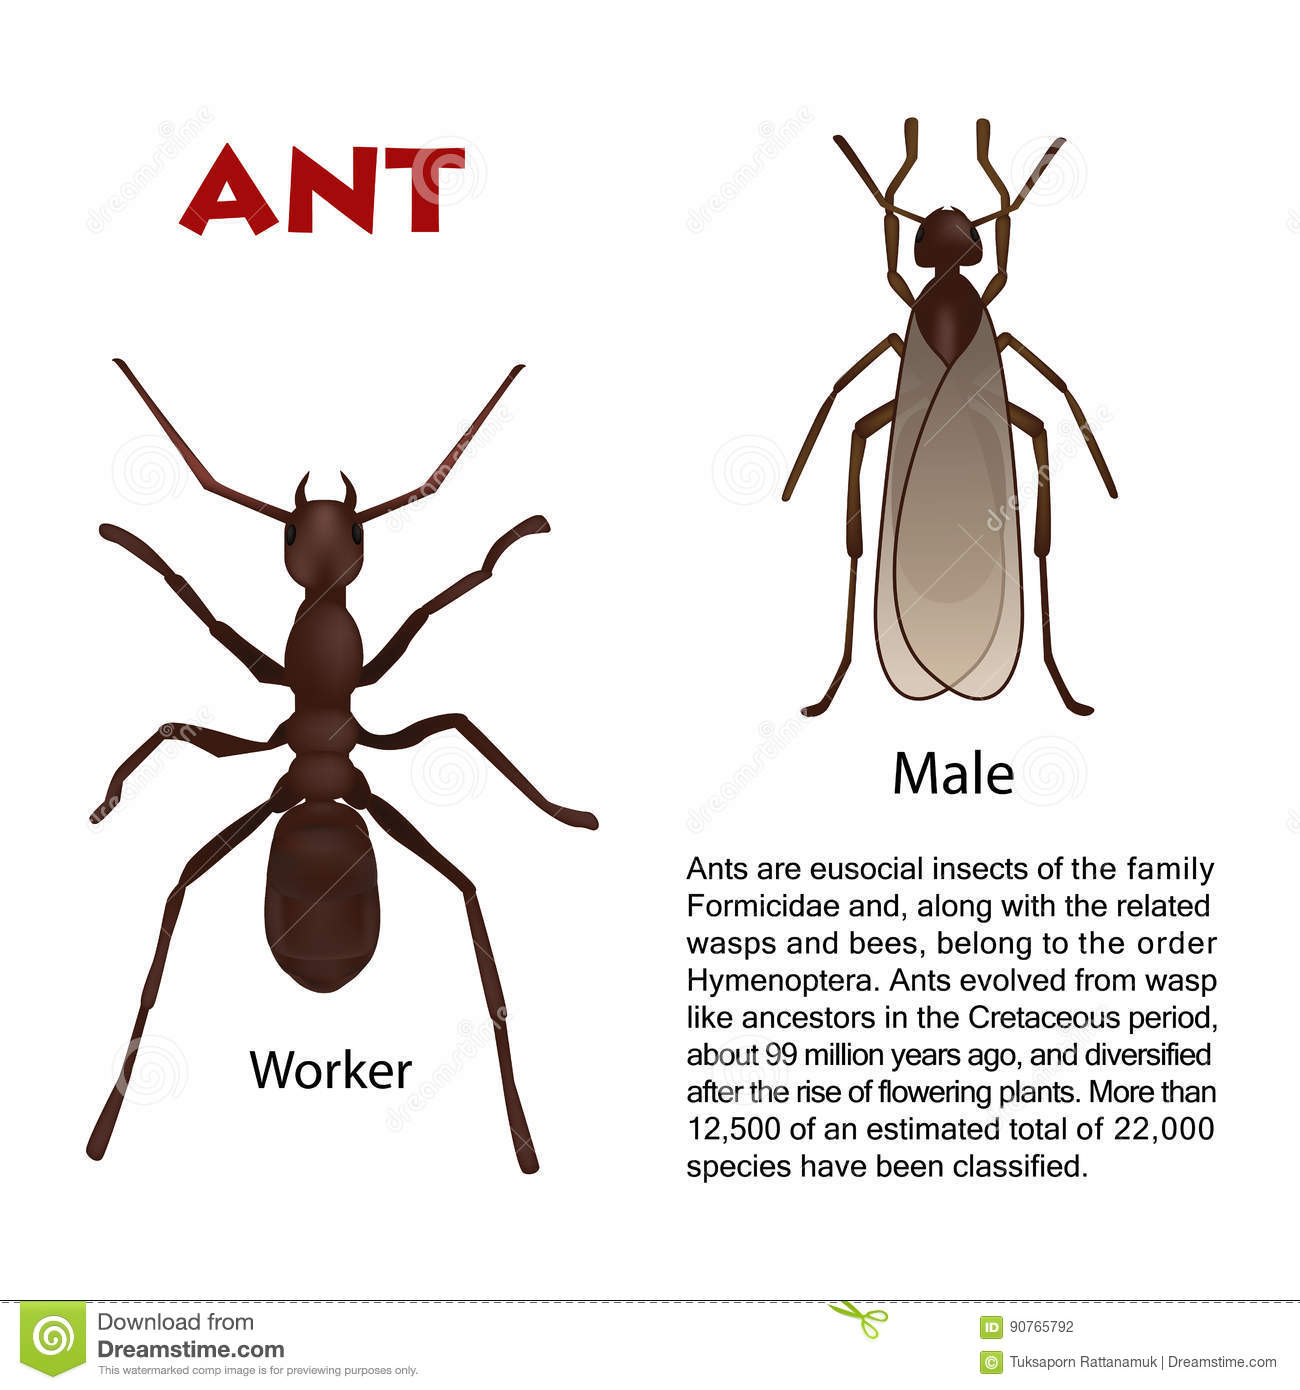 ANT
Male
Worker
Ants are eusocial insects of the family
Formicidae and, along with the related
wasps and bees, belong to the order
Hymenoptera. Ants evolved from wasp
like ancestors in the Cretaceous period,
about 99 million years ago, and diversified
after the rise of flowering plants. More than
12,500 of an estimated total of 22,000
species have been classified.
Download from
Dreamstime.com
This watermarked comp image is for previewing purposes only.
ID 90765792
© Tuksaporn Rattanamuk | Dreamstime.com
dreamstime